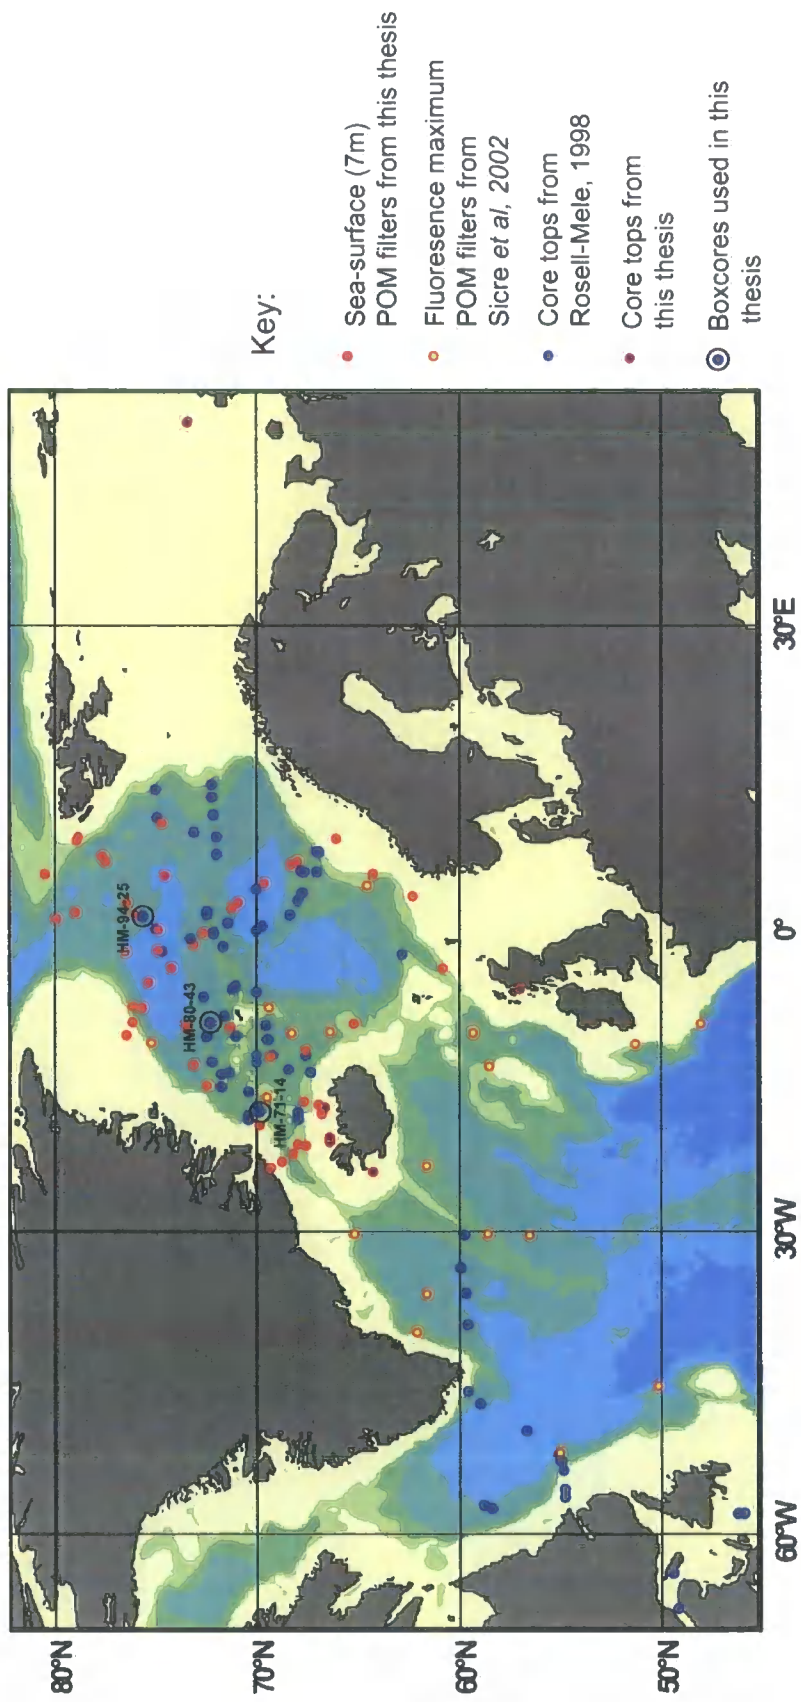 Key:
Sea-surface (7m)
POM filters from this thesis
Fluoresence maximum
POM filters from
Sicre et al, 2002
Core tops from
Rosell-Mele, 1998
Core tops from
this thesis
Boxcores used in this
thesis
80°N
70°N
60°N
50°N
60°W
30°W
0°
30°E
HM-94-25
HM-80-43
HM-71-14